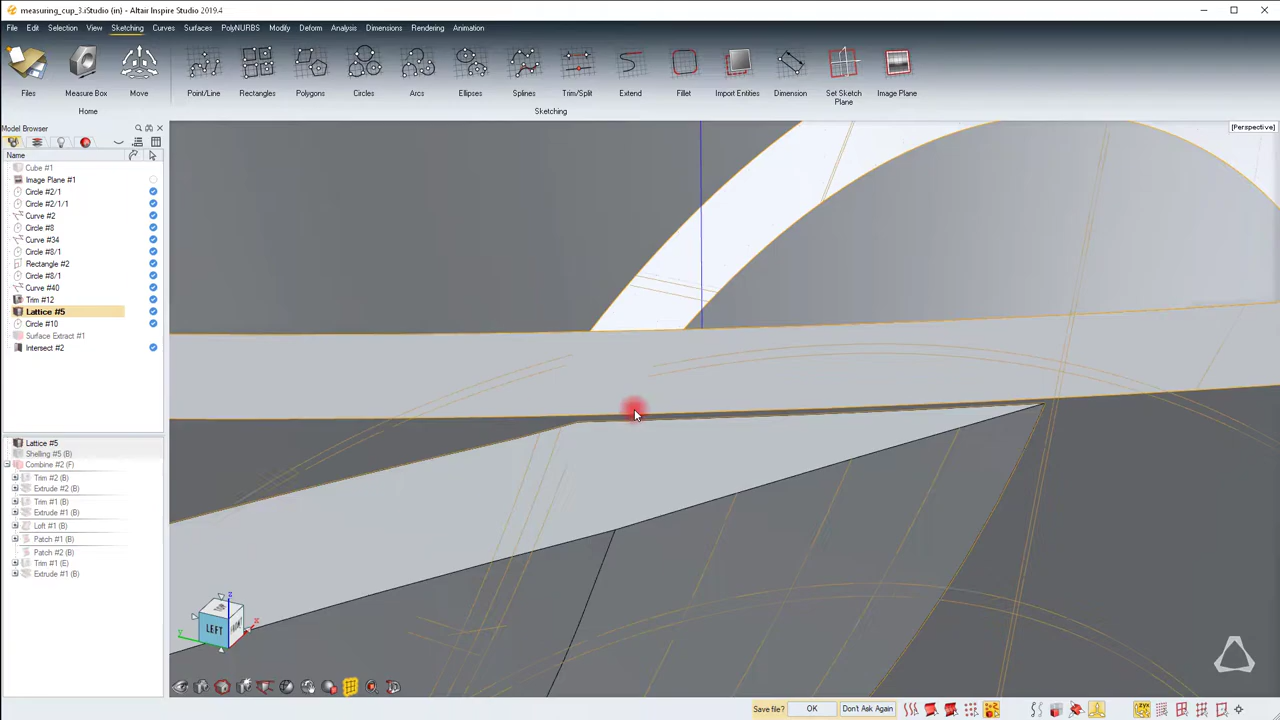 measuring_cup_3.iStudio (in) - Altair Inspire Studio 2019.4
File Edit Selection View Sketching Curves Surfaces PolyNURBS Modify Deform Analysis Dimensions Rendering Animation
Files Measure Box Move Point/Line Rectangles Polygons Circles Arcs Ellipses Splines Trim/Split Extend Fillet Import Entities Dimension Set Sketch Plane Image Plane
Home Sketching
Model Browser
[Perspective]
Name
Cube #1
Image Plane #1
Circle #2/1
Circle #2/1/1
Curve #2
Circle #8
Curve #34
Circle #8/1
Rectangle #2
Circle #8/1
Curve #40
Trim #12
Lattice #5
Circle #10
Surface Extract #1
Intersect #2
Lattice #5
Shelling #5 (B)
Combine #2 (F)
Trim #2 (B)
Extrude #2 (B)
Trim #1 (B)
Extrude #1 (B)
Loft #1 (B)
Patch #1 (B)
Patch #2 (B)
Trim #1 (E)
Extrude #1 (B)
Z
LEFT
X
Y
Save file? OK Don't Ask Again